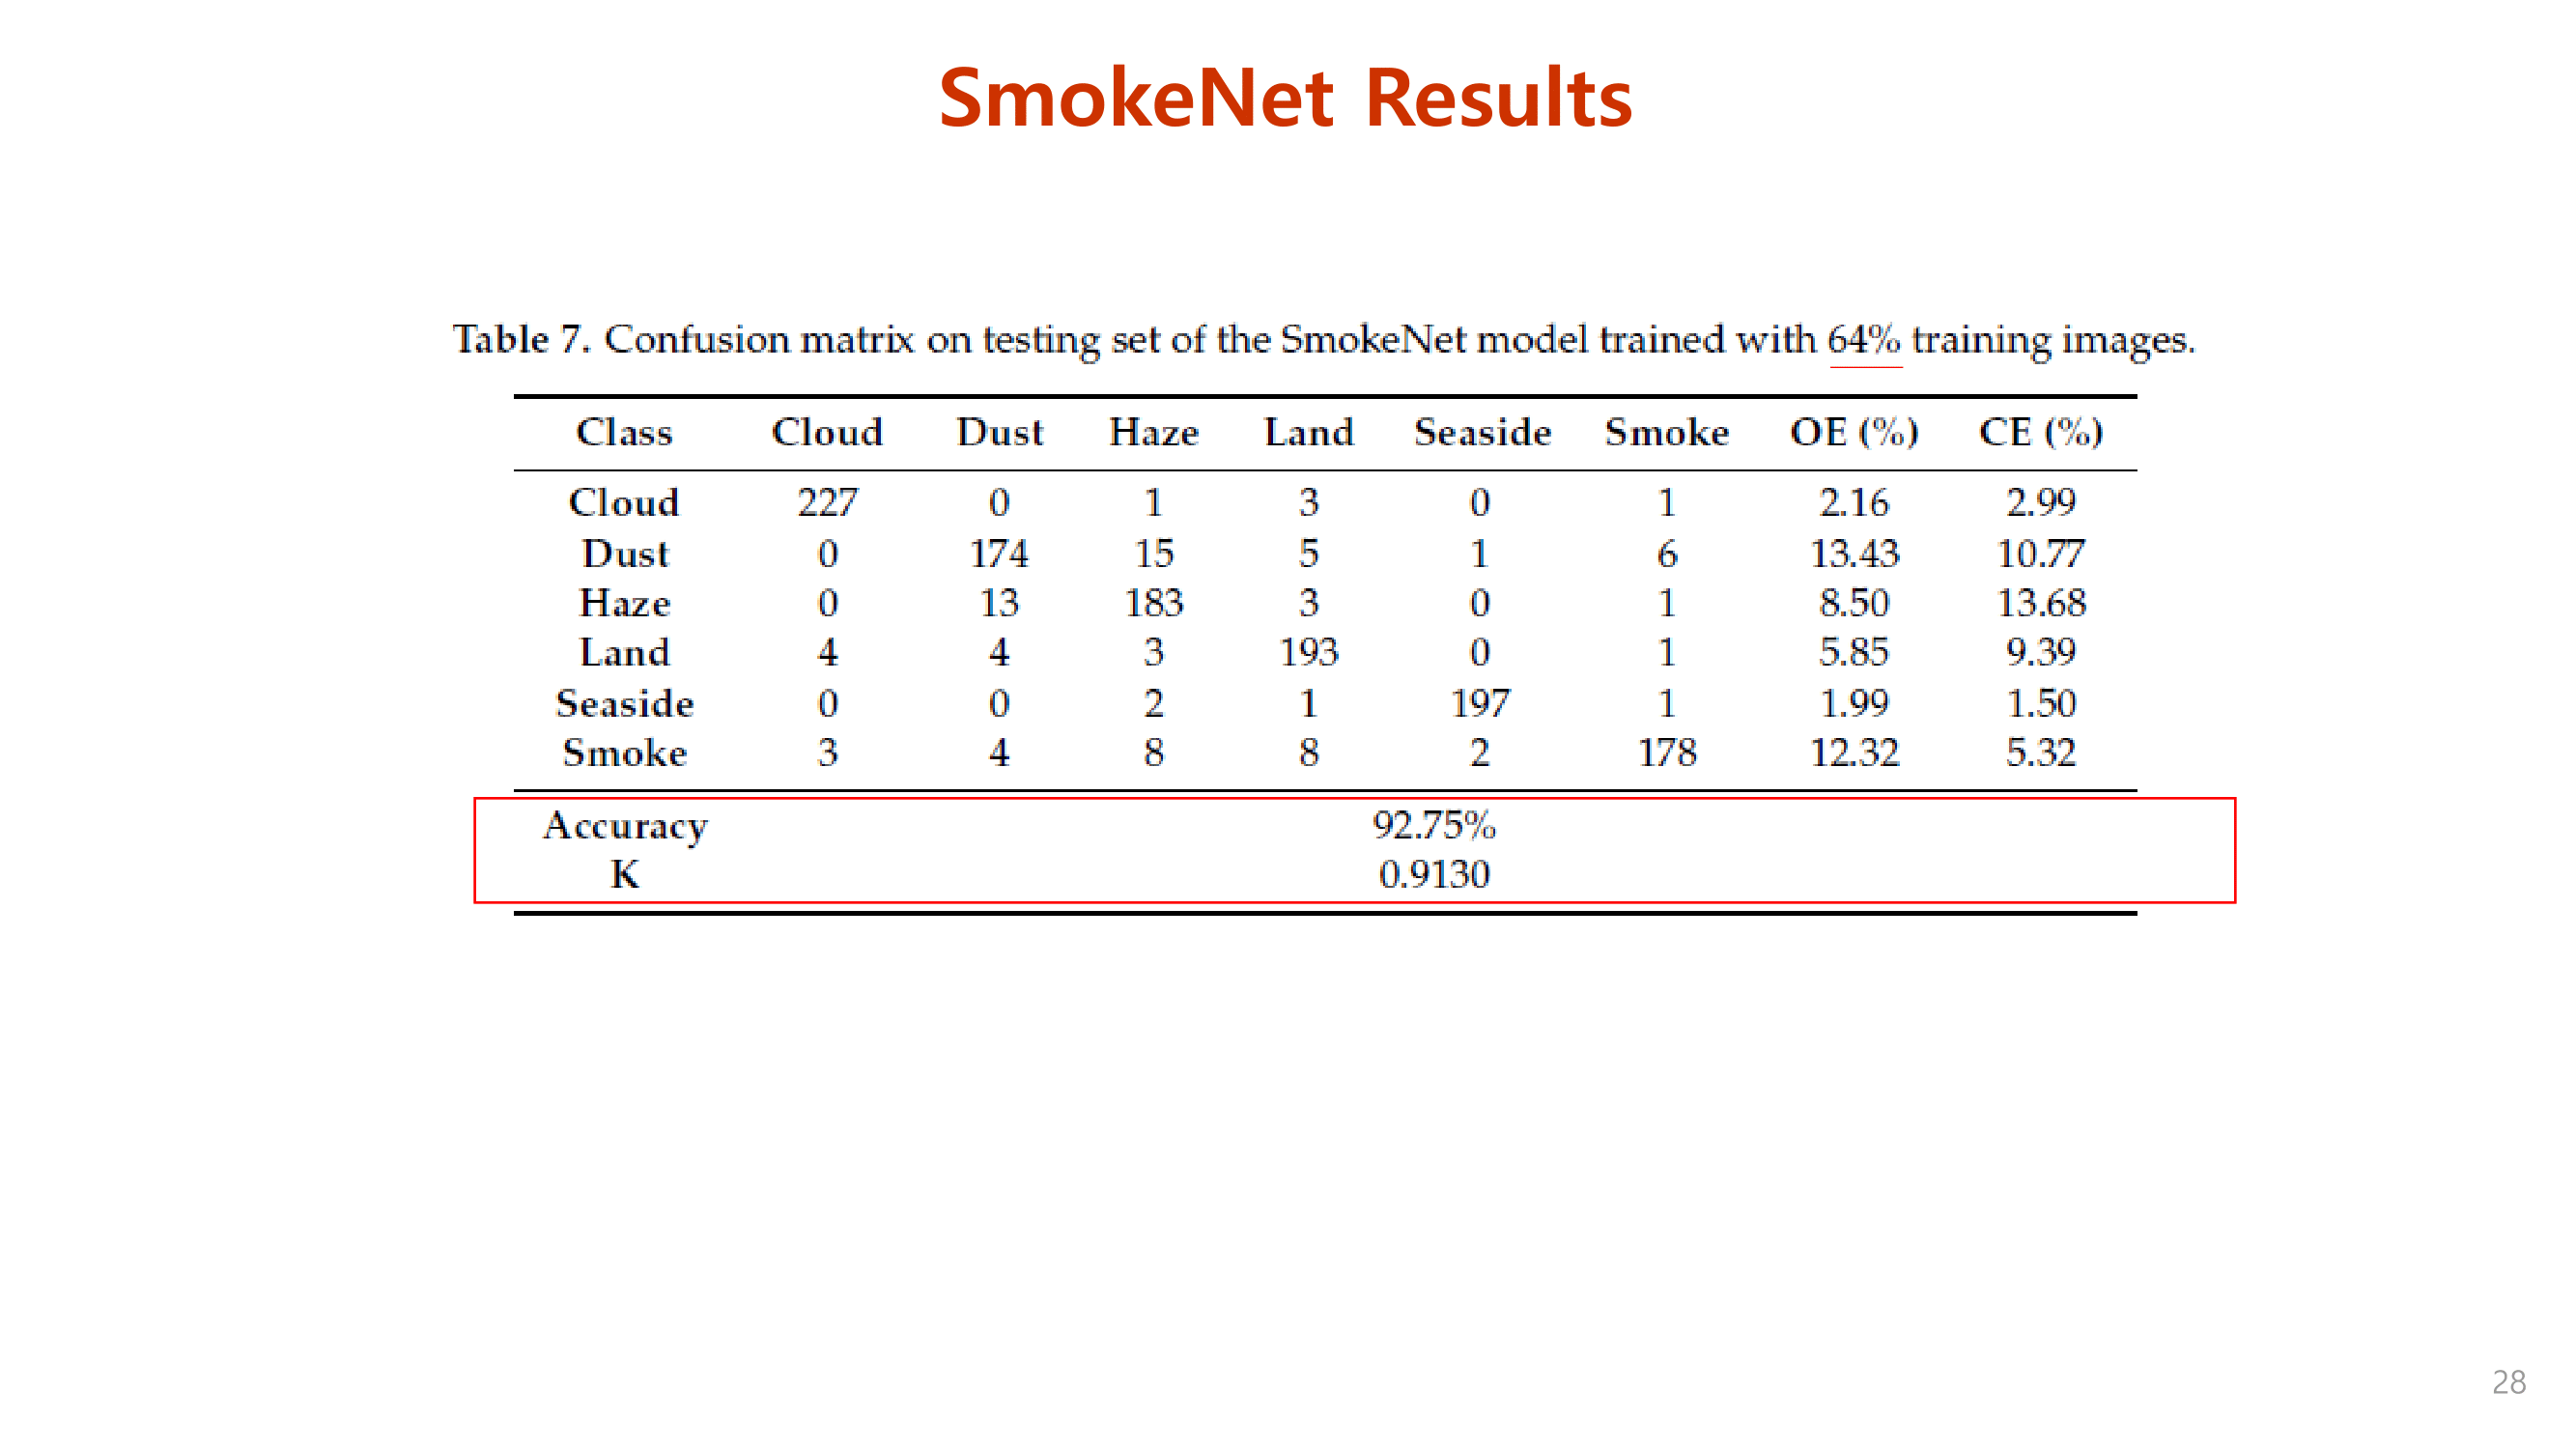 SmokeNet Results
Table 7. Confusion matrix on testing set of the SmokeNet model trained with 64% training images.
Class Cloud Dust Haze Land Seaside Smoke OE (%) CE (%)
Cloud 227 0 1 3 0 1 2.16 2.99
Dust 0 174 15 5 1 6 13.43 10.77
Haze 0 13 183 3 0 1 8.50 13.68
Land 4 4 3 193 0 1 5.85 9.39
Seaside 0 0 2 1 197 1 1.99 1.50
Smoke 3 4 8 8 2 178 12.32 5.32
Accuracy 92.75%
K 0.9130
28